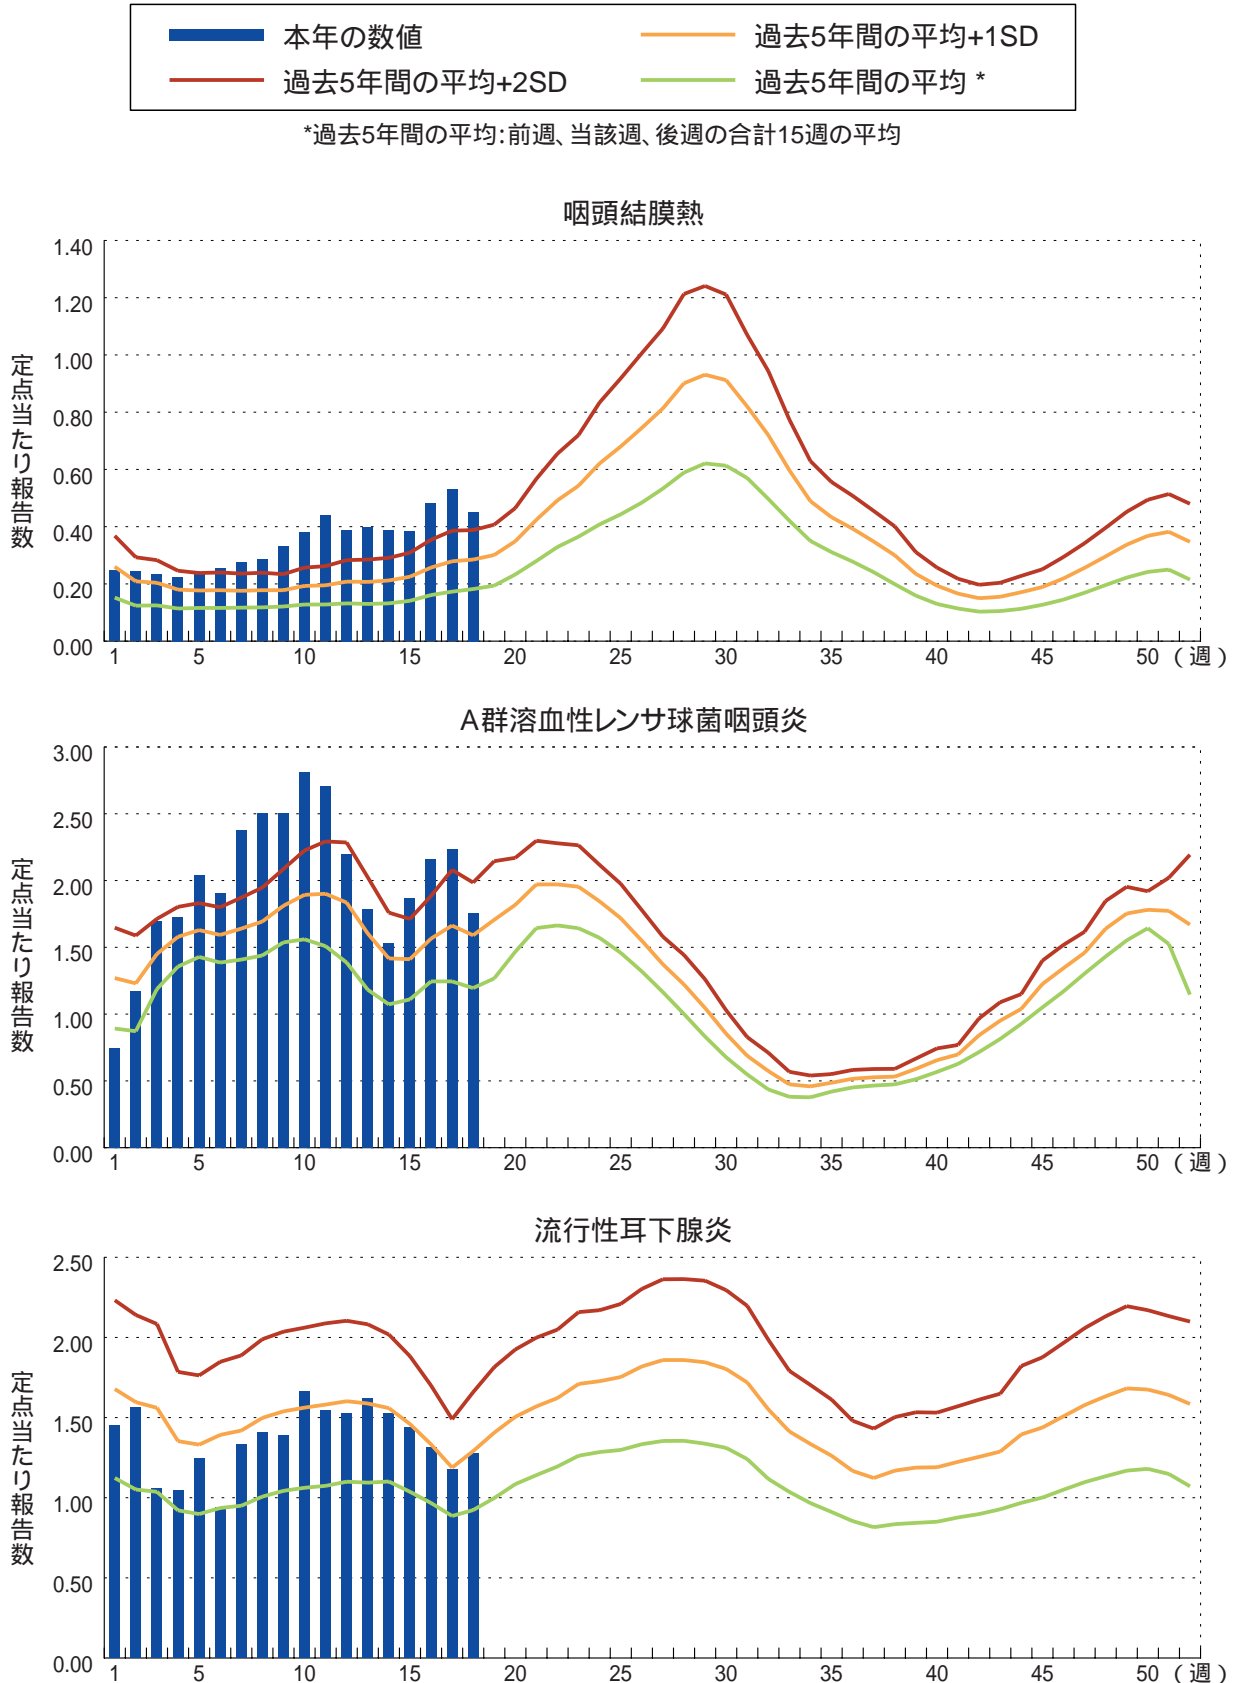 本年の数値
過去5年間の平均+1SD
過去5年間の平均+2SD
過去5年間の平均 *
*過去5年間の平均:前週、当該週、後週の合計15週の平均
咽頭結膜熱
定点当たり報告数
1.40
1.20
1.00
0.80
0.60
0.40
0.20
0.00
1 5 10 15 20 25 30 35 40 45 50 (週)
A群溶血性レンサ球菌咽頭炎
定点当たり報告数
3.00
2.50
2.00
1.50
1.00
0.50
0.00
1 5 10 15 20 25 30 35 40 45 50 (週)
流行性耳下腺炎
定点当たり報告数
2.50
2.00
1.50
1.00
0.50
0.00
1 5 10 15 20 25 30 35 40 45 50 (週)